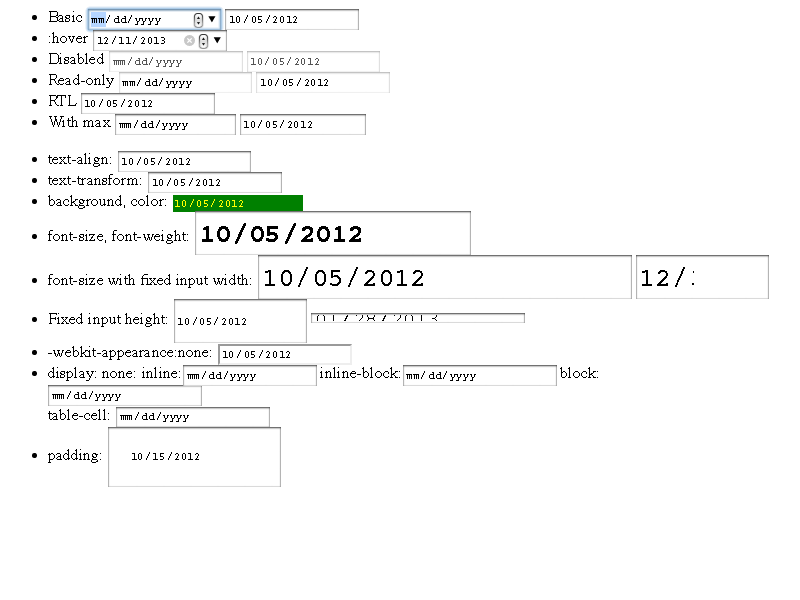 Basic mm/dd/yyyy 10/05/2012
:hover 12/11/2013
Disabled mm/dd/yyyy 10/05/2012
Read-only mm/dd/yyyy 10/05/2012
RTL 10/05/2012
With max mm/dd/yyyy 10/05/2012
text-align: 10/05/2012
text-transform: 10/05/2012
background, color: 10/05/2012
font-size, font-weight: 10/05/2012
font-size with fixed input width: 10/05/2012 12/
Fixed input height: 10/05/2012
-webkit-appearance:none: 10/05/2012
display: none: inline: mm/dd/yyyy inline-block: mm/dd/yyyy block:
mm/dd/yyyy
table-cell: mm/dd/yyyy
padding: 10/15/2012